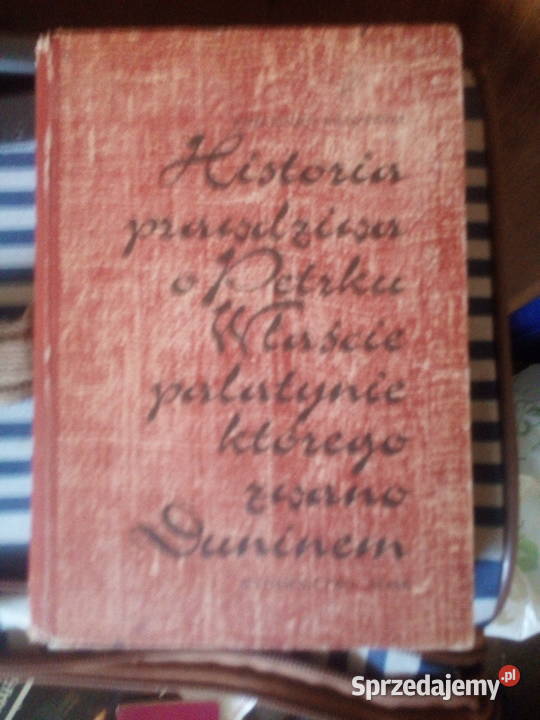 Historia
prawdziwa
o Petrku
Właście
palatynie
którego
zwano
Duninem
Sprzedajemy.pl